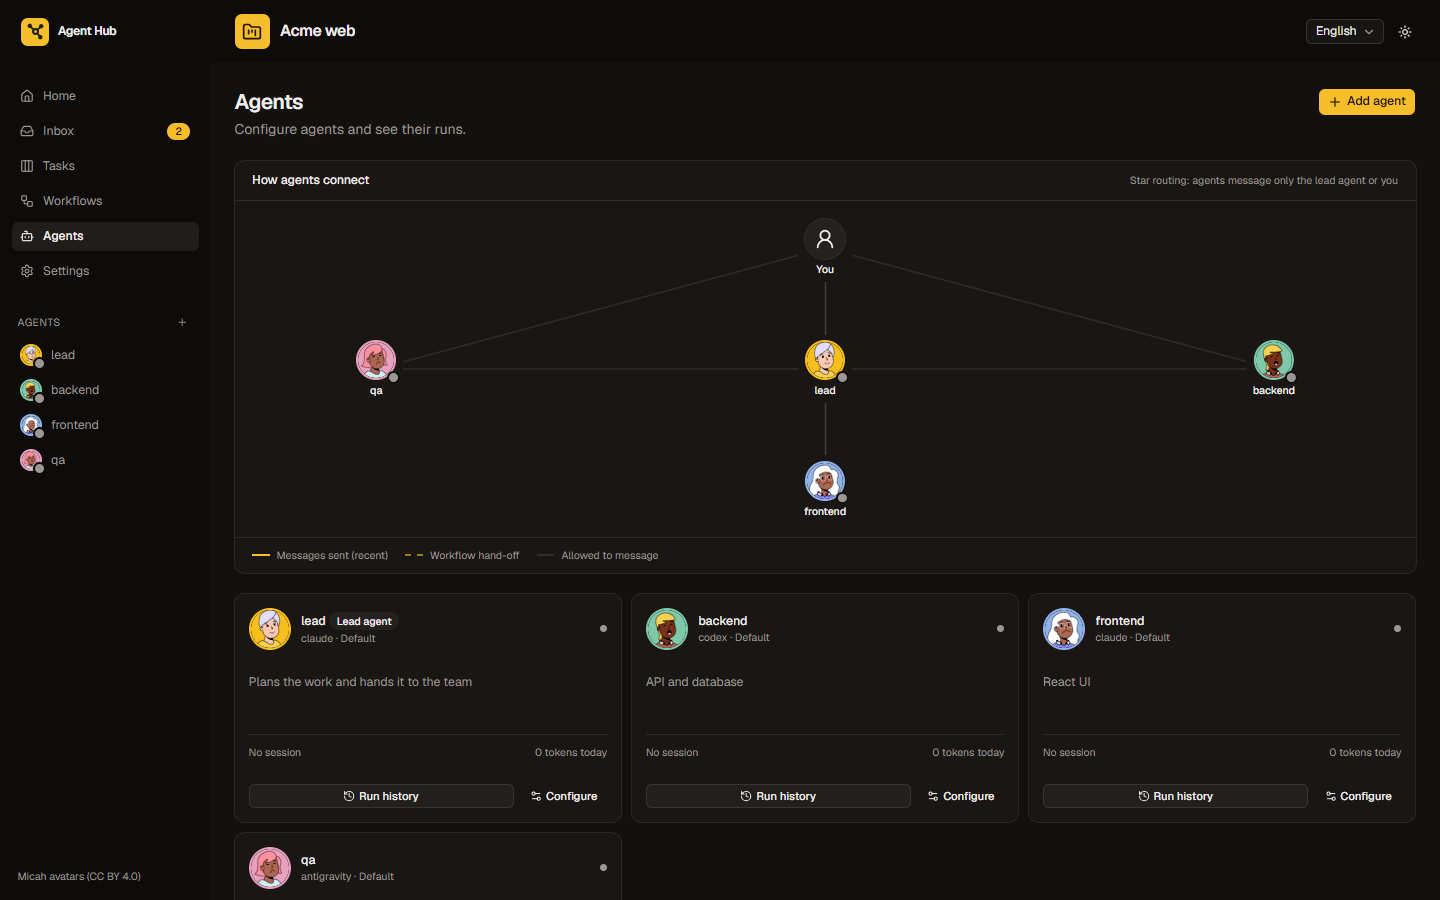 Agent Hub
Acme web
English
Home
Inbox 2
Tasks
Workflows
Agents
Settings
AGENTS
lead
backend
frontend
qa
Micah avatars (CC BY 4.0)
Agents
Configure agents and see their runs.
Add agent
How agents connect
Star routing: agents message only the lead agent or you
You
qa
lead
backend
frontend
Messages sent (recent)
Workflow hand-off
Allowed to message
lead Lead agent
claude · Default
Plans the work and hands it to the team
No session
0 tokens today
Run history
Configure
backend
codex · Default
API and database
No session
0 tokens today
Run history
Configure
frontend
claude · Default
React UI
No session
0 tokens today
Run history
Configure
qa
antigravity · Default